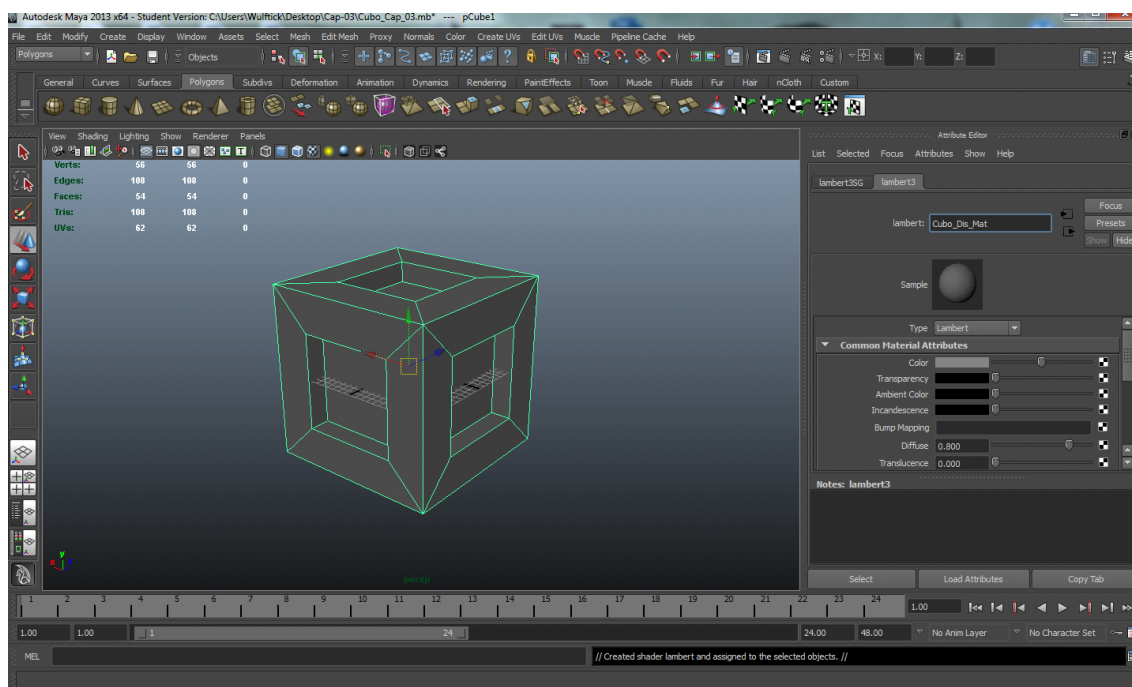 Autodesk Maya 2013 x64 - Student Version: C:\Users\Wulftick\Desktop\Cap-03\Cubo_Cap_03.mb* --- pCube1
File Edit Modify Create Display Window Assets Select Mesh Edit Mesh Proxy Normals Color Create UVs Edit UVs Muscle Pipeline Cache Help
Polygons Objects X: Y: Z:
General Curves Surfaces Polygons Subdivs Deformation Animation Dynamics Rendering PaintEffects Toon Muscle Fluids Fur Hair nCloth Custom
View Shading Lighting Show Renderer Panels
Verts: 56 56 0
Edges: 108 108 0
Faces: 54 54 0
Tris: 108 108 0
UVs: 62 62 0
y
x
persp
Attribute Editor
List Selected Focus Attributes Show Help
lambert3SG lambert3
Focus
lambert: Cubo_Dis_Mat
Presets
Show Hide
Sample
Type Lambert
Common Material Attributes
Color
Transparency
Ambient Color
Incandescence
Bump Mapping
Diffuse 0.800
Translucence 0.000
Notes: lambert3
Select Load Attributes Copy Tab
1 2 3 4 5 6 7 8 9 10 11 12 13 14 15 16 17 18 19 20 21 22 23 24 1.00
1.00 1.00 1 24 24.00 48.00 No Anim Layer No Character Set
MEL // Created shader lambert and assigned to the selected objects. //